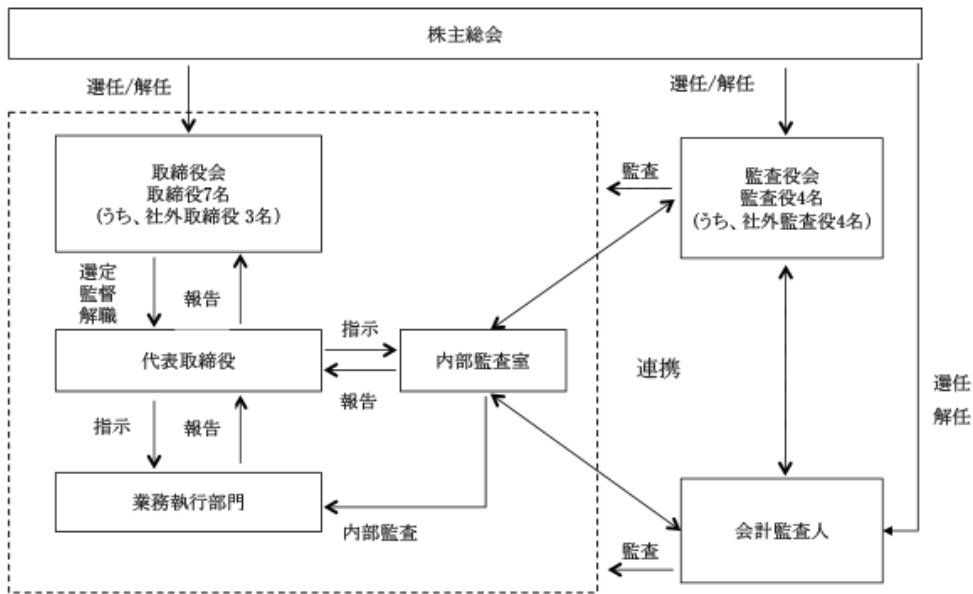 株主総会
選任/解任
選任/解任
取締役会
取締役7名
(うち、社外取締役 3名)
監査
監査役会
監査役4名
(うち、社外監査役4名)
選定
監督
解職
報告
代表取締役
指示
報告
内部監査室
連携
選任
解任
指示
報告
業務執行部門
内部監査
監査
会計監査人